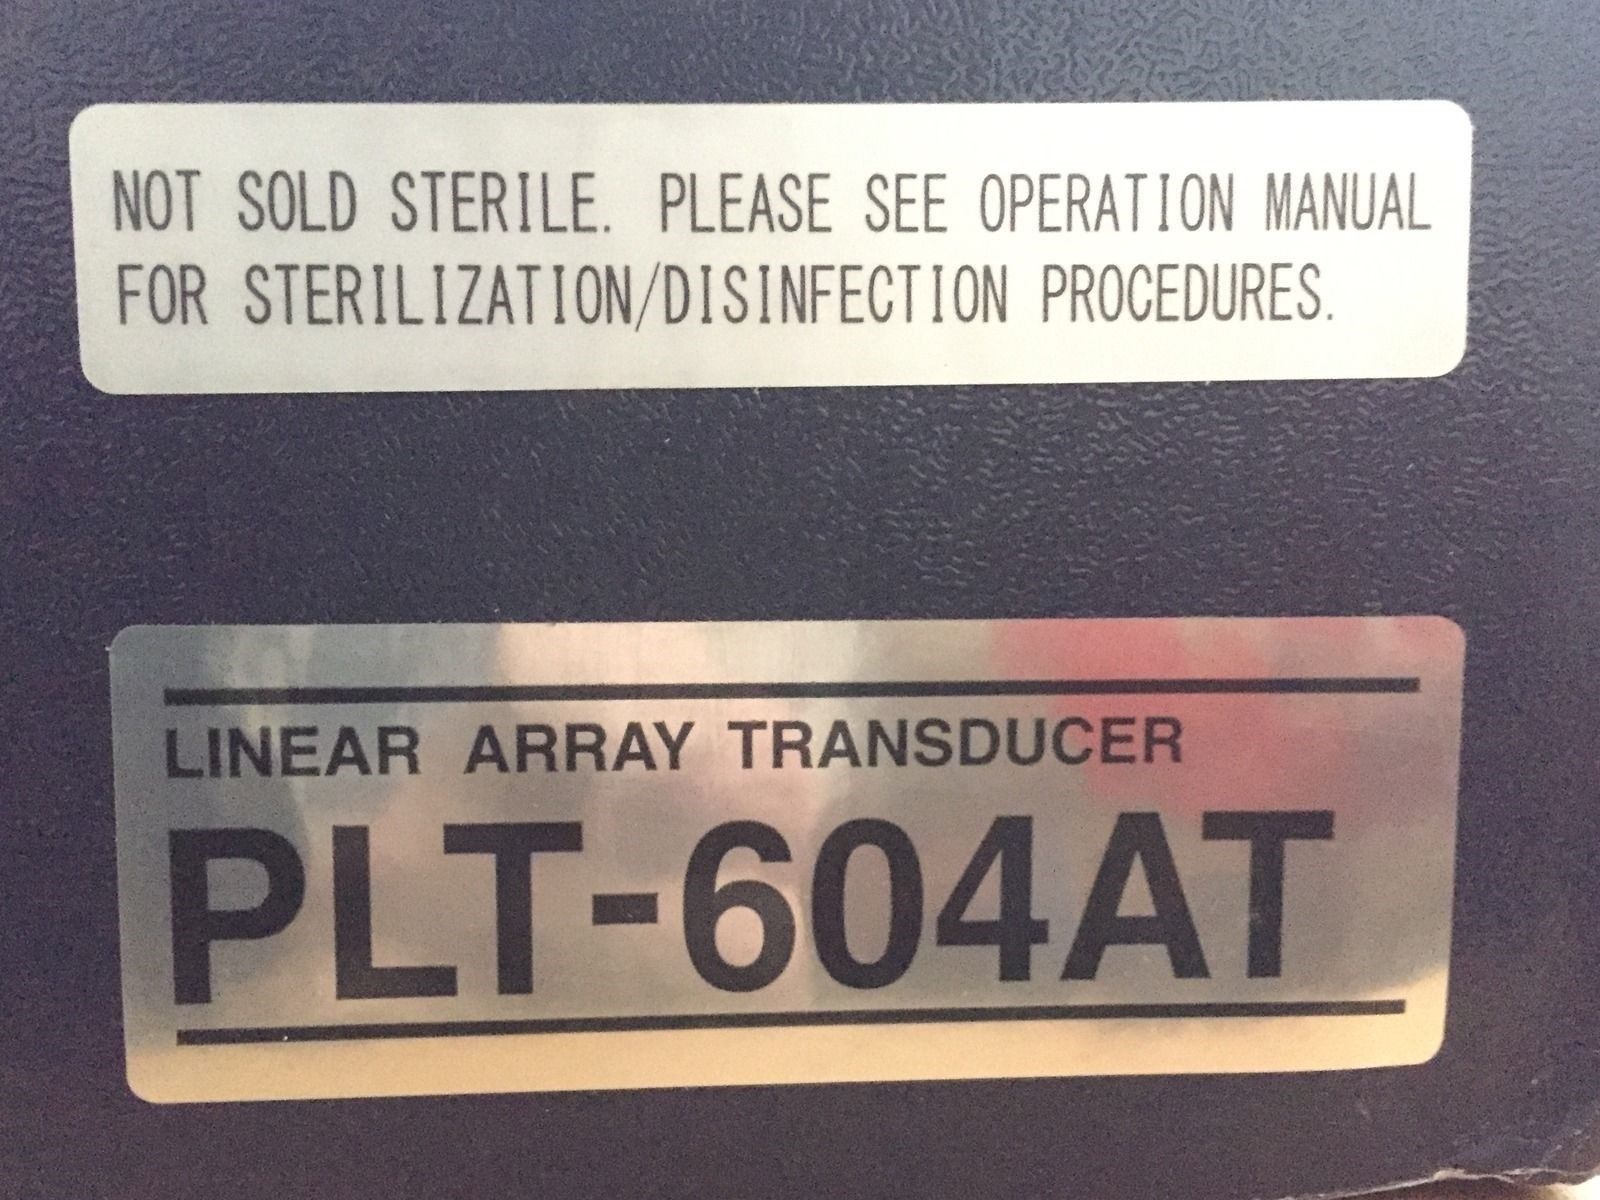 NOT SOLD STERILE. PLEASE SEE OPERATION MANUAL
FOR STERILIZATION/DISINFECTION PROCEDURES.
LINEAR ARRAY TRANSDUCER
PLT-604AT